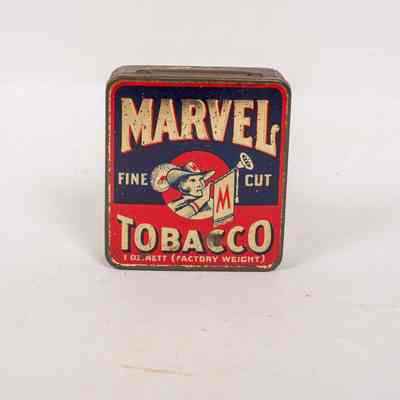 MARVEL
FINE CUT
M
TOBACCO
1 OZ. NETT (FACTORY WEIGHT)